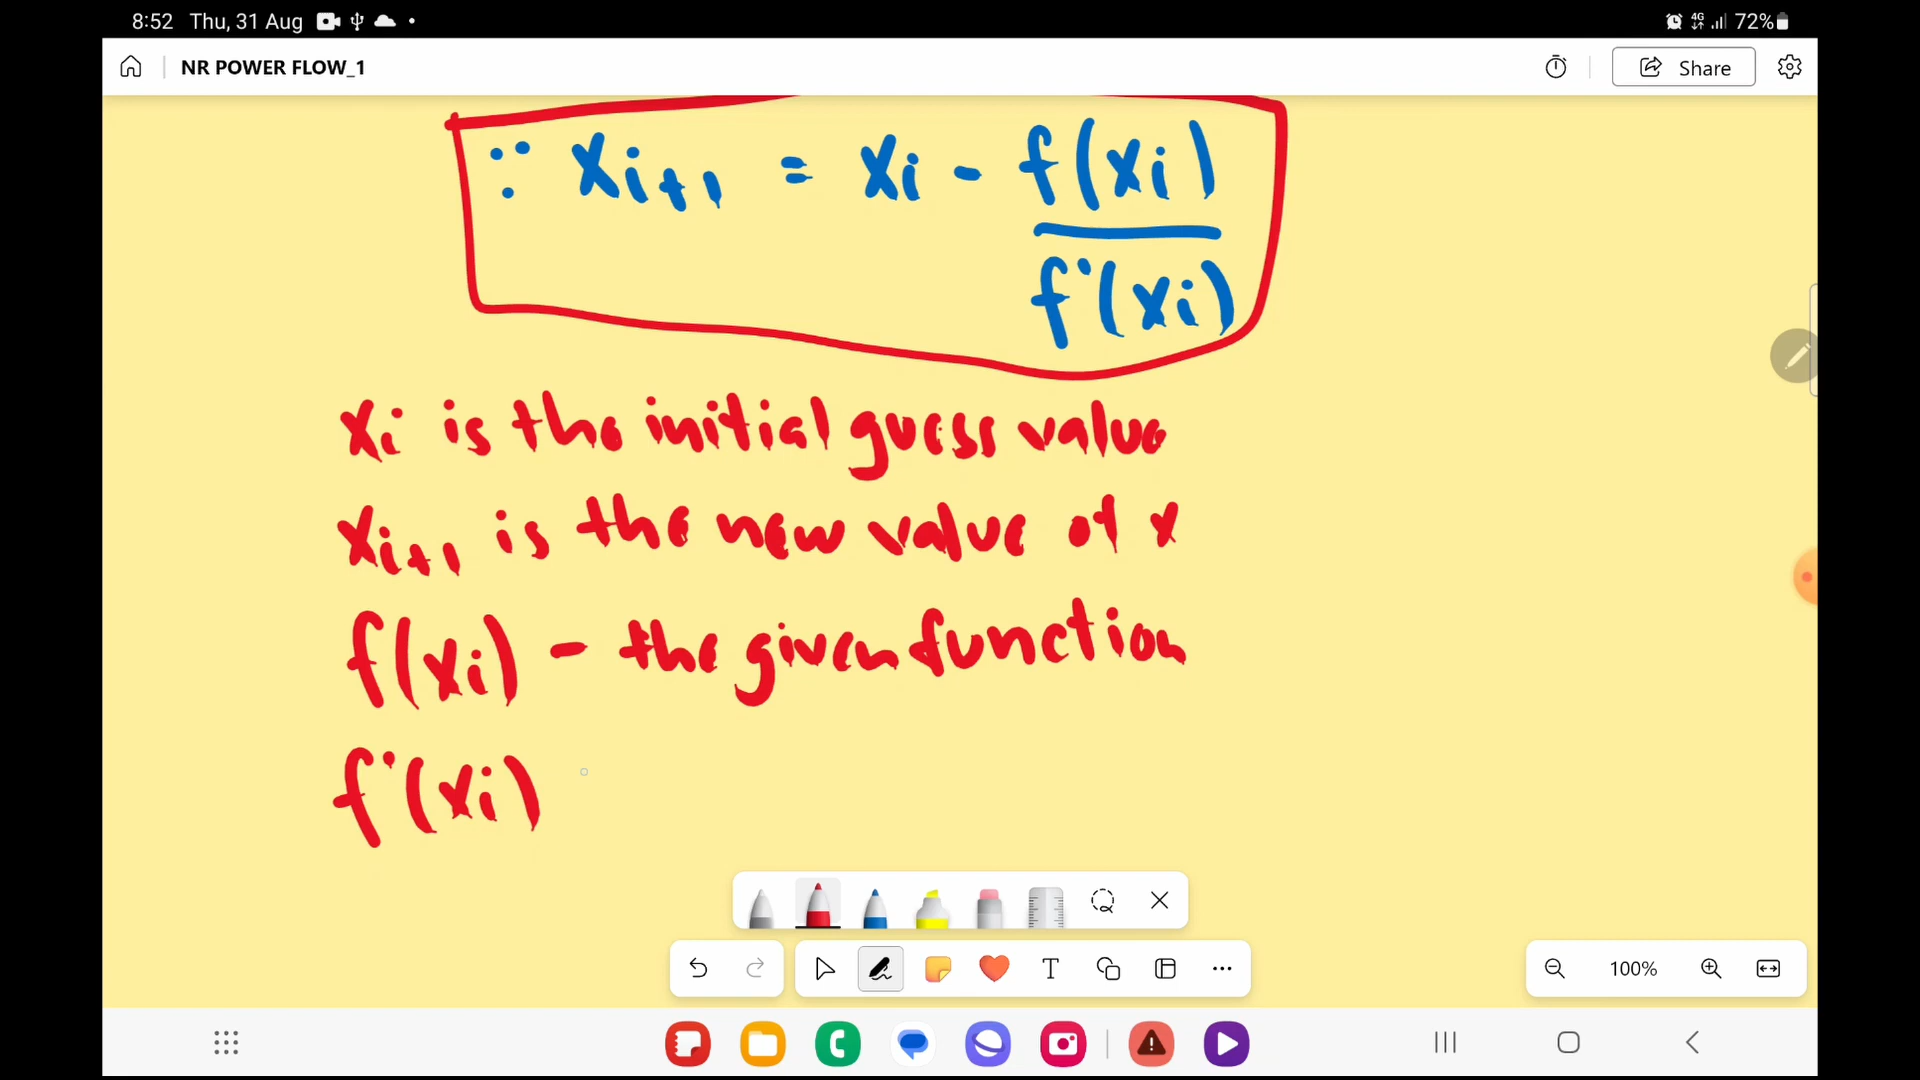 8:52 Thu, 31 Aug 4G 72%
NR POWER FLOW_1 Share
∵ xi+1 = xi - f(xi)
f'(xi)
xi is the initial guess value
xi+1 is the new value of x
f(xi) - the given function
f'(xi)
T 100%